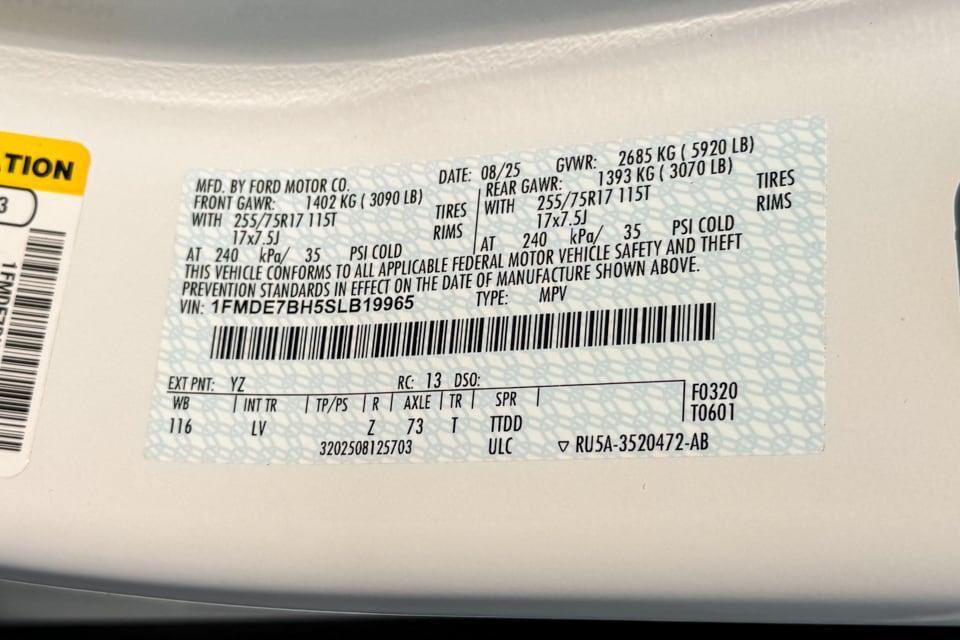 TION
3
MFD. BY FORD MOTOR CO. DATE: 08/25 GVWR: 2685 KG ( 5920 LB)
FRONT GAWR: 1402 KG ( 3090 LB) REAR GAWR: 1393 KG ( 3070 LB)
WITH 255/75R17 115T TIRES WITH 255/75R17 115T TIRES
17x7.5J RIMS 17x7.5J RIMS
AT 240 kPa/ 35 PSI COLD AT 240 kPa/ 35 PSI COLD
THIS VEHICLE CONFORMS TO ALL APPLICABLE FEDERAL MOTOR VEHICLE SAFETY AND THEFT
PREVENTION STANDARDS IN EFFECT ON THE DATE OF MANUFACTURE SHOWN ABOVE.
VIN: 1FMDE7BH5SLB19965 TYPE: MPV
EXT PNT: YZ RC: 13 DSO:
WB INT TR TP/PS R AXLE TR SPR F0320
116 LV Z 73 T TTDD T0601
3202508125703 ULC ▽ RU5A-3520472-AB